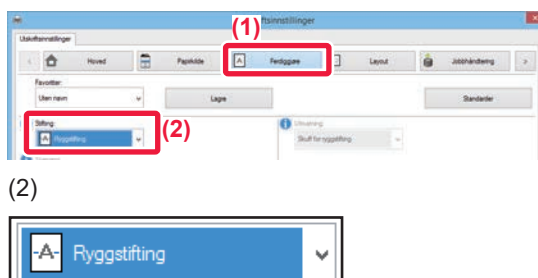 (1)
ftsinnstillinger
Utskriftsinnstillinger
Hoved
Papirkilde
A
Ferdiggjøre
Layout
Jobbhåndtering
Favoritter:
Uten navn
Lagre
Standarder
Stifting:
-A- Ryggstifting
(2)
Utmating:
Skuff for ryggstifting
(2)
-A- Ryggstifting